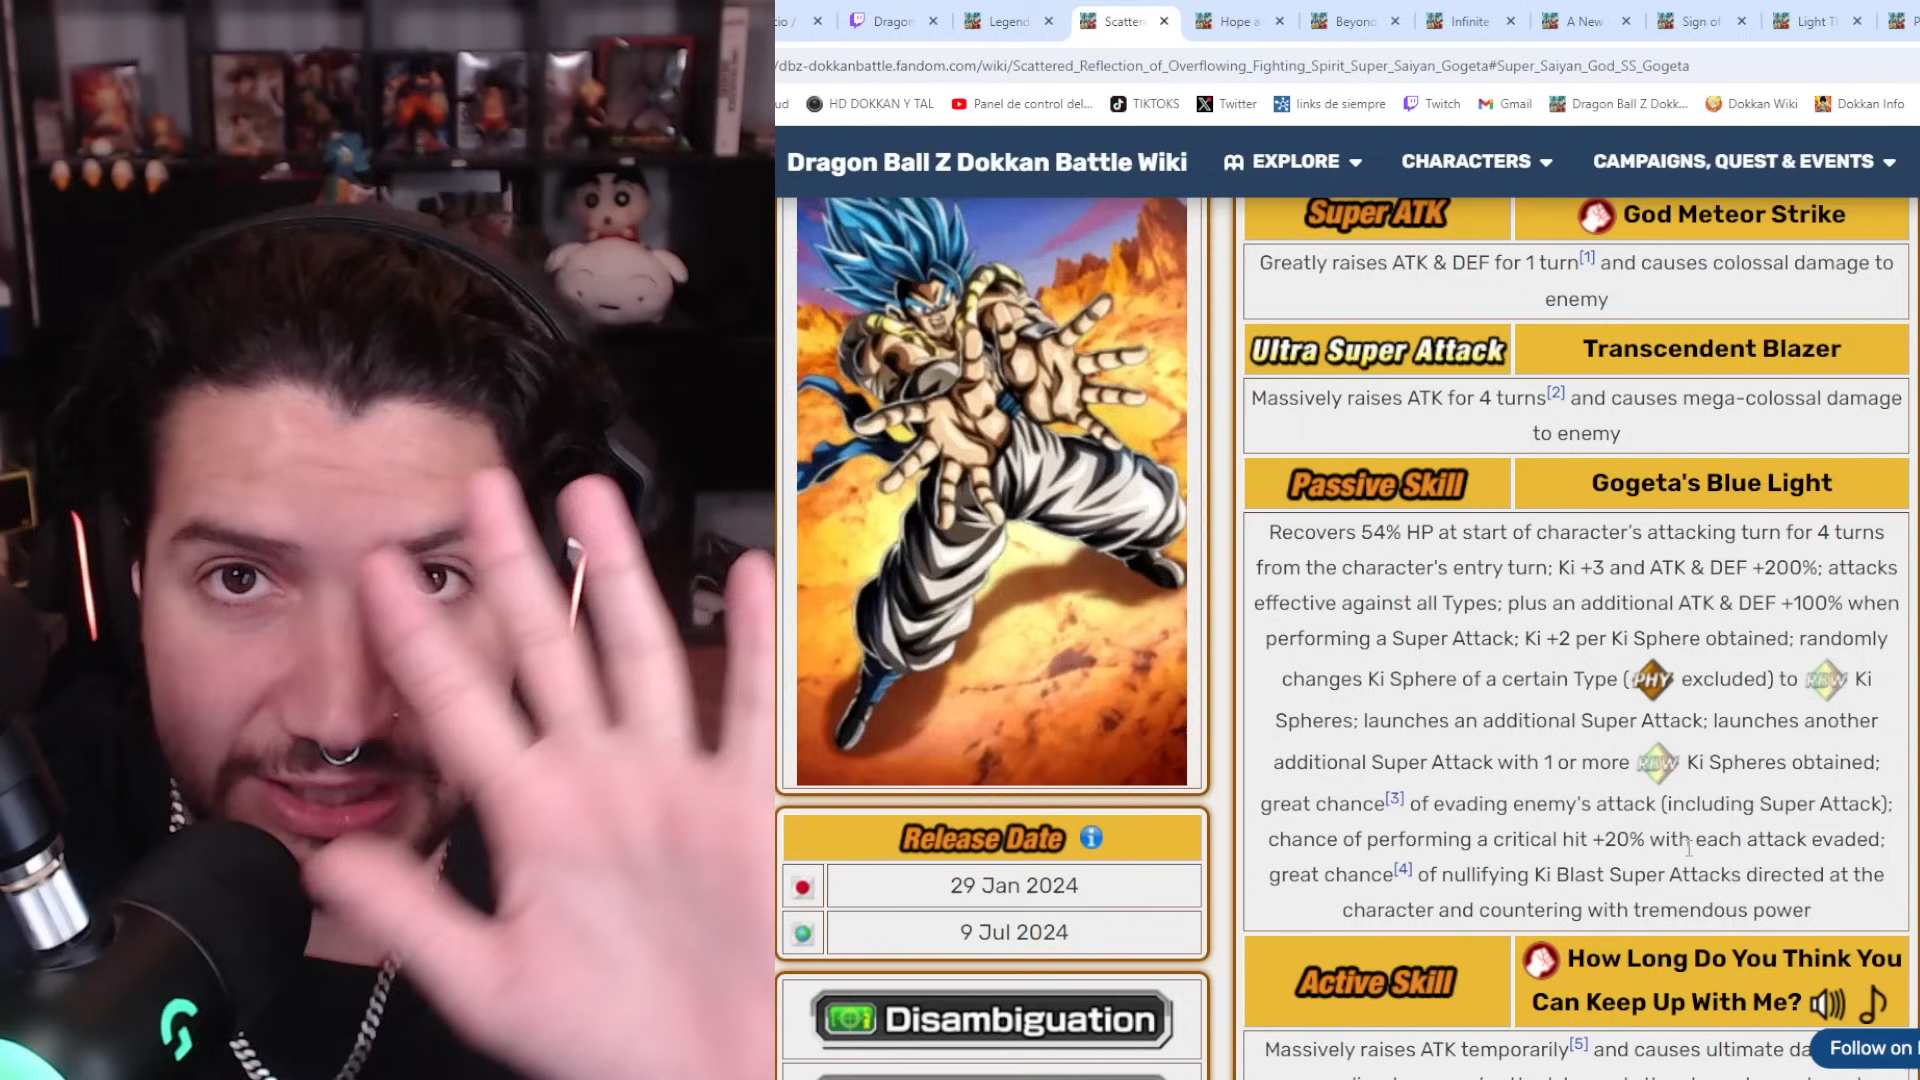 cio /
Dragon
Legend
Scatter
Hope a
Beyond
Infinite
A New
Sign of
Light T
/dbz-dokkanbattle.fandom.com/wiki/Scattered_Reflection_of_Overflowing_Fighting_Spirit_Super_Saiyan_Gogeta#Super_Saiyan_God_SS_Gogeta
ud HD DOKKAN Y TAL Panel de control del... TIKTOKS Twitter links de siempre Twitch Gmail Dragon Ball Z Dokk... Dokkan Wiki Dokkan Info
Dragon Ball Z Dokkan Battle Wiki EXPLORE CHARACTERS CAMPAIGNS, QUEST & EVENTS
Super ATK God Meteor Strike
Greatly raises ATK & DEF for 1 turn[1] and causes colossal damage to
enemy
Ultra Super Attack Transcendent Blazer
Massively raises ATK for 4 turns[2] and causes mega-colossal damage
to enemy
Passive Skill Gogeta's Blue Light
Recovers 54% HP at start of character's attacking turn for 4 turns
from the character's entry turn; Ki +3 and ATK & DEF +200%; attacks
effective against all Types; plus an additional ATK & DEF +100% when
performing a Super Attack; Ki +2 per Ki Sphere obtained; randomly
changes Ki Sphere of a certain Type (PHY excluded) to RBW Ki
Spheres; launches an additional Super Attack; launches another
additional Super Attack with 1 or more RBW Ki Spheres obtained;
great chance[3] of evading enemy's attack (including Super Attack);
chance of performing a critical hit +20% with each attack evaded;
great chance[4] of nullifying Ki Blast Super Attacks directed at the
character and countering with tremendous power
Active Skill How Long Do You Think You
Can Keep Up With Me?
Massively raises ATK temporarily[5] and causes ultimate da
Follow on
Release Date
29 Jan 2024
9 Jul 2024
Disambiguation